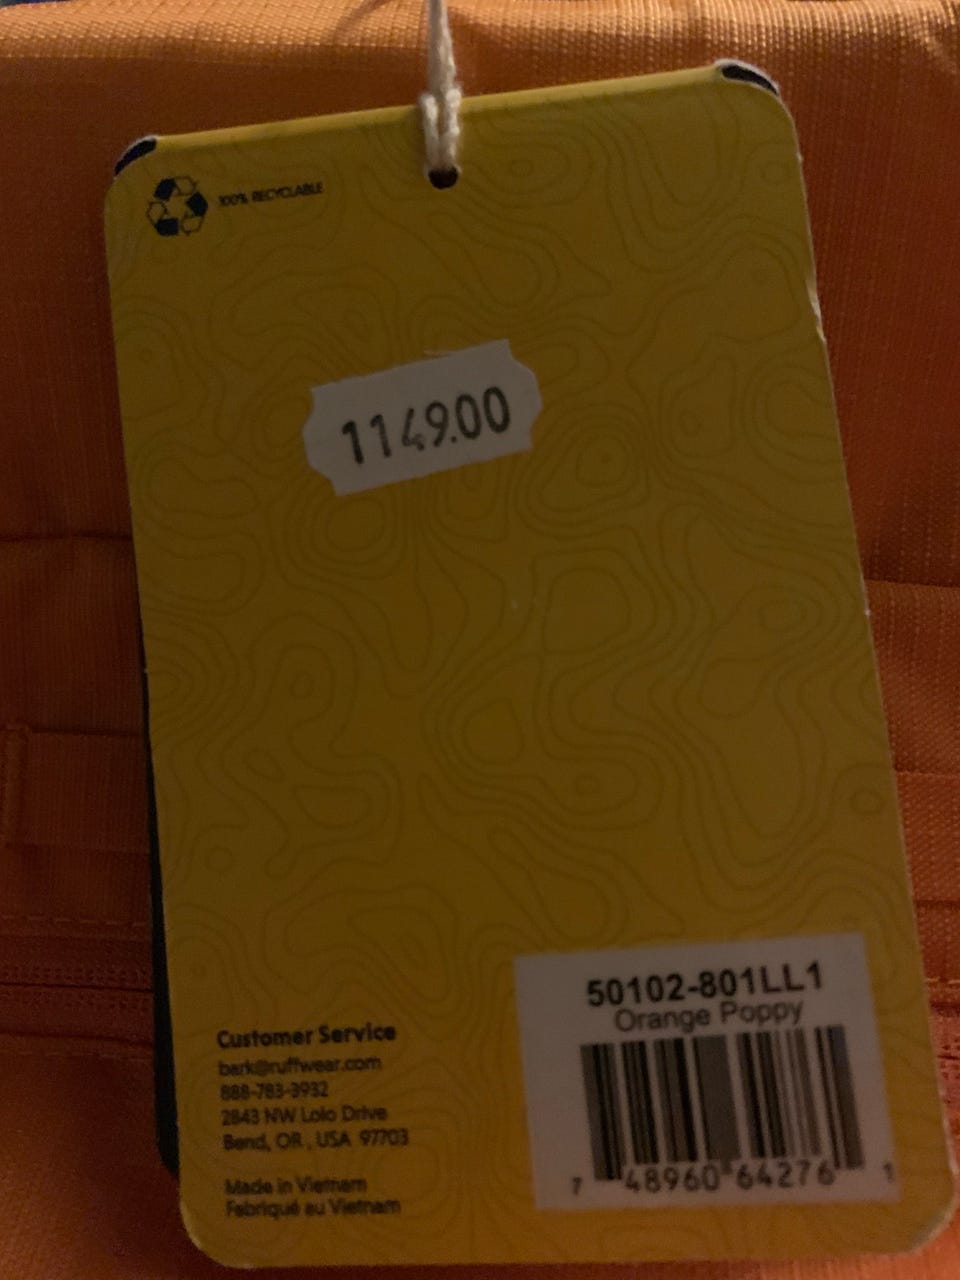 100% RECYCLABLE
1149.00
50102-801LL1
Orange Poppy
7 48960 64276 1
Customer Service
bark@ruffwear.com
888-783-3932
2843 NW Lolo Drive
Bend, OR , USA 97703
Made in Vietnam
Fabriqué au Vietnam